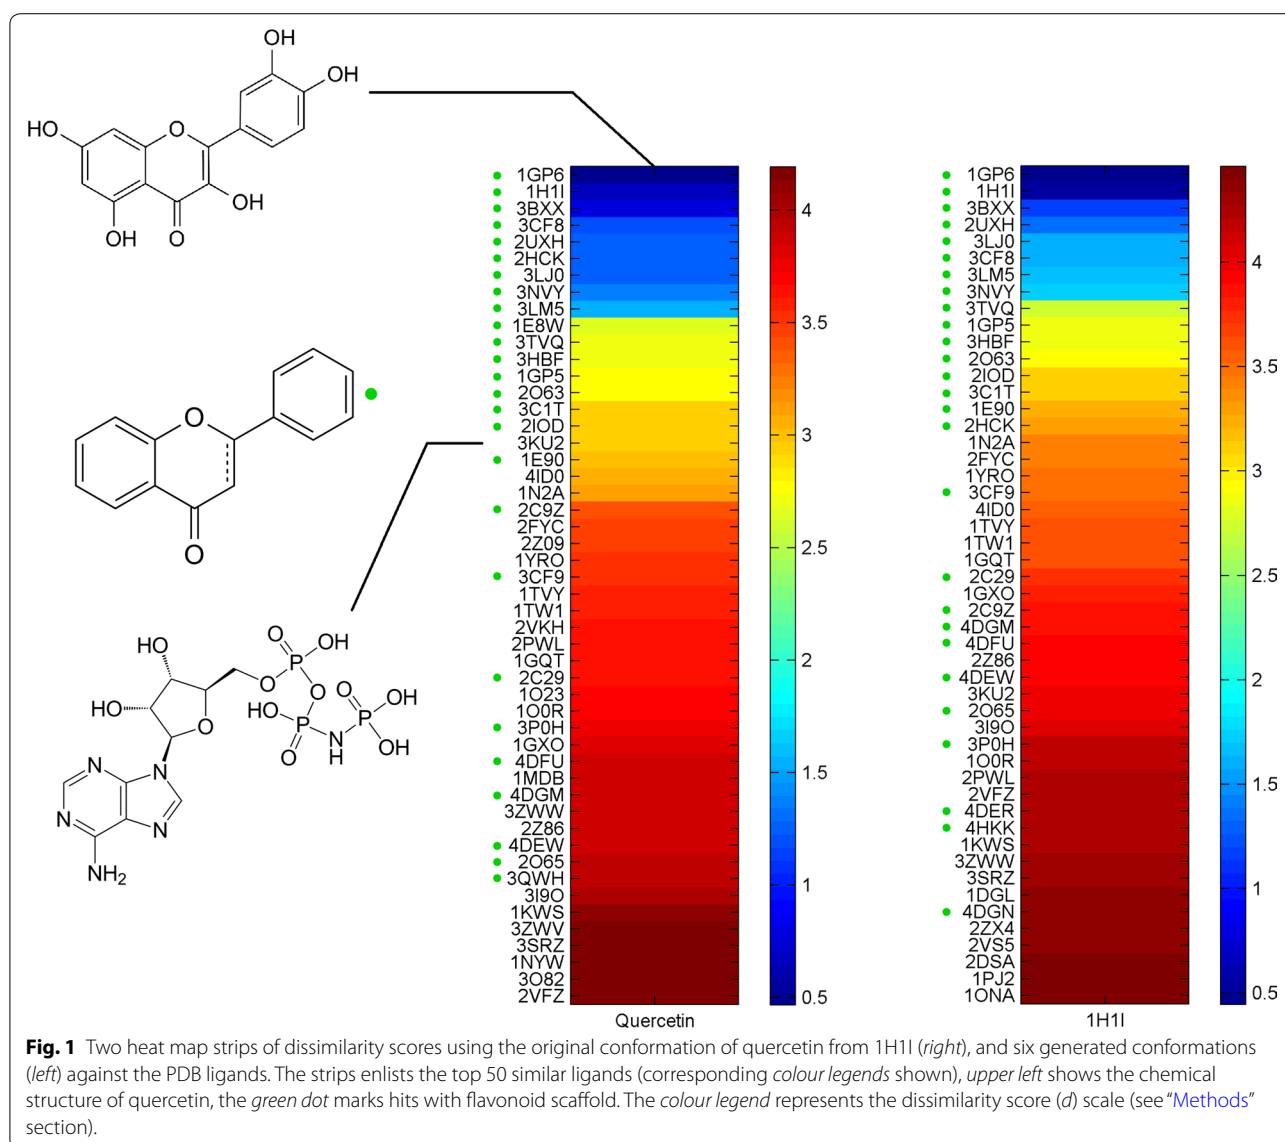 OH
OH
HO
O
OH
OH
O
O
O
HO
HO
O
P
OH
O
O
HO
P
O
N
H
O
P
OH
OH
O
N
N
N
N
N
NH2
1GP6
1H1I
3BXX
3CF8
2UXH
2HCK
3LJ0
3NVY
3LM5
1E8W
3TVQ
3HBF
1GP5
2O63
3C1T
2IOD
3KU2
1E90
4ID0
1N2A
2C9Z
2FYC
2Z09
1YRO
3CF9
1TVY
1TW1
2VKH
2PWL
1GQT
2C29
1O23
1O0R
3P0H
1GXO
4DFU
1MDB
4DGM
3ZWW
2Z86
4DEW
2O65
3QWH
3I9O
1KWS
3ZWV
3SRZ
1NYW
3O82
2VFZ
Quercetin
4
3.5
3
2.5
2
1.5
1
0.5
1GP6
1H1I
3BXX
2UXH
3LJ0
3CF8
3LM5
3NVY
3TVQ
1GP5
3HBF
2O63
2IOD
3C1T
1E90
2HCK
1N2A
2FYC
1YRO
3CF9
4ID0
1TVY
1TW1
1GQT
2C29
1GXO
2C9Z
4DGM
4DFU
2Z86
4DEW
3KU2
2O65
3I9O
3P0H
1O0R
2PWL
2VFZ
4DER
4HKK
1KWS
3ZWW
3SRZ
1DGL
4DGN
2ZX4
2VS5
2DSA
1PJ2
1ONA
1H1I
4
3.5
3
2.5
2
1.5
1
0.5
Fig. 1 Two heat map strips of dissimilarity scores using the original conformation of quercetin from 1H1I (right), and six generated conformations
(left) against the PDB ligands. The strips enlists the top 50 similar ligands (corresponding colour legends shown), upper left shows the chemical
structure of quercetin, the green dot marks hits with flavonoid scaffold. The colour legend represents the dissimilarity score (d) scale (see "Methods"
section).